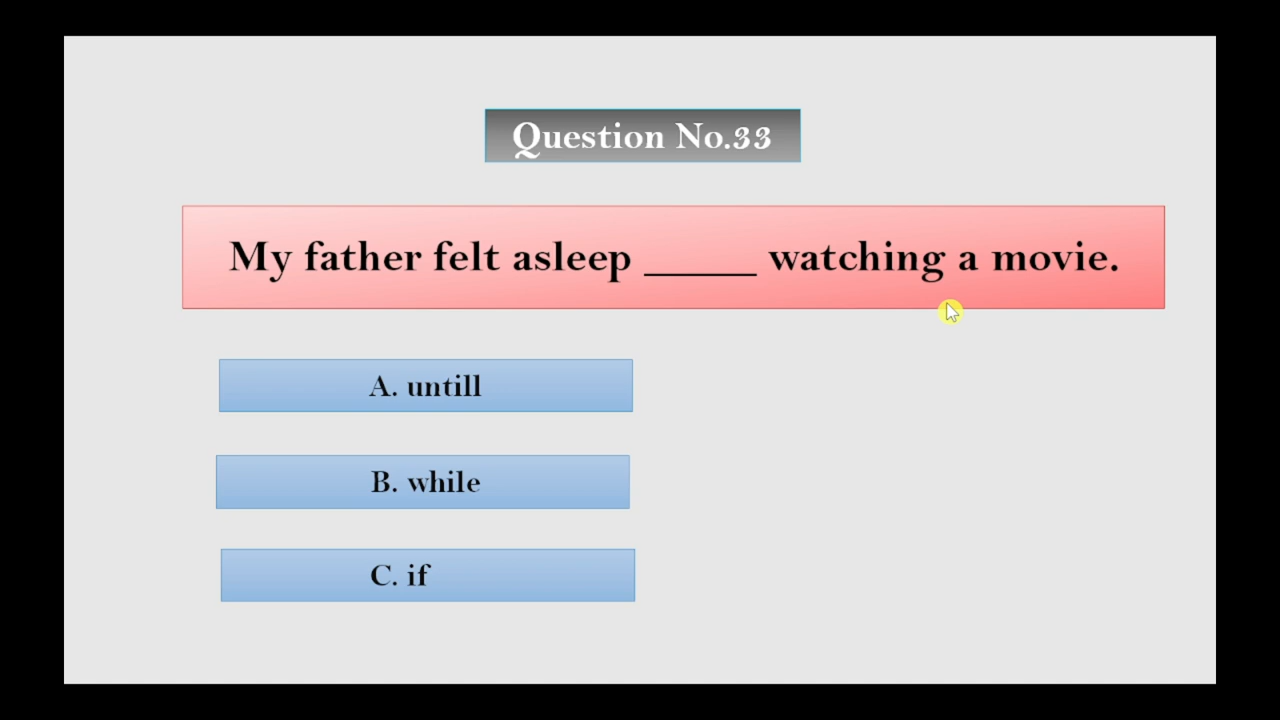 Question No.33
My father felt asleep _____ watching a movie.
A. untill
B. while
C. if